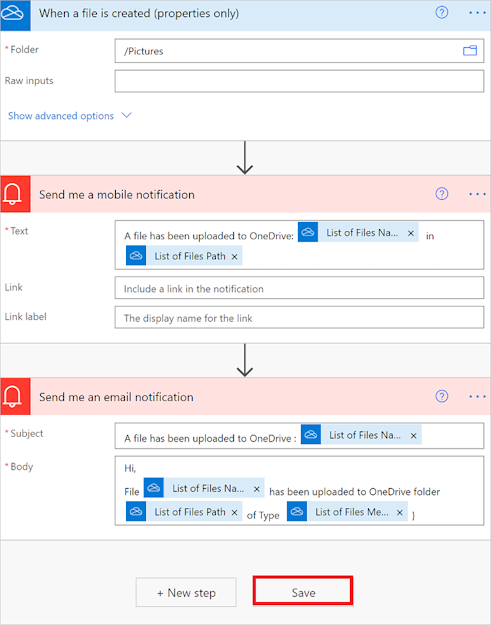 When a file is created (properties only) ? ...
* Folder /Pictures
Raw inputs
Show advanced options
Send me a mobile notification ? ...
* Text A file has been uploaded to OneDrive: List of Files Na... × in
List of Files Path ×
Link Include a link in the notification
Link label The display name for the link
Send me an email notification ? ...
* Subject A file has been uploaded to OneDrive : List of Files Na... ×
* Body Hi,
File List of Files Na... × has been uploaded to OneDrive folder
List of Files Path × of Type List of Files Me... × }
+ New step Save